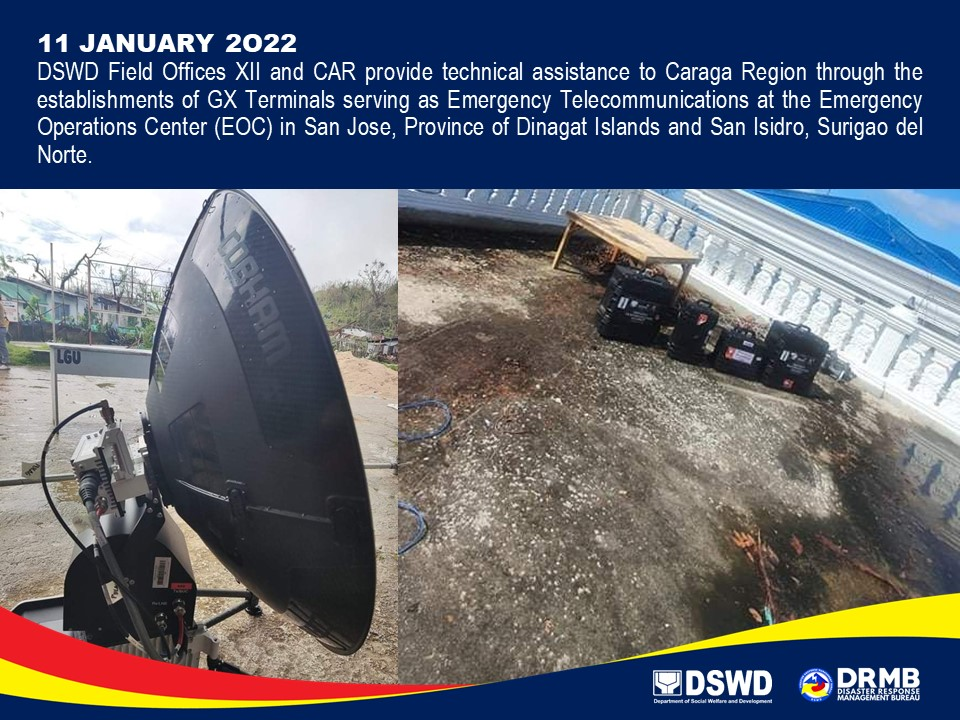 11 JANUARY 2022
DSWD Field Offices XII and CAR provide technical assistance to Caraga Region through the
establishments of GX Terminals serving as Emergency Telecommunications at the Emergency
Operations Center (EOC) in San Jose, Province of Dinagat Islands and San Isidro, Surigao del
Norte.
COBHAM
LGU
DSWD
Department of Social Welfare and Development
DRMB
DISASTER RESPONSE
MANAGEMENT BUREAU